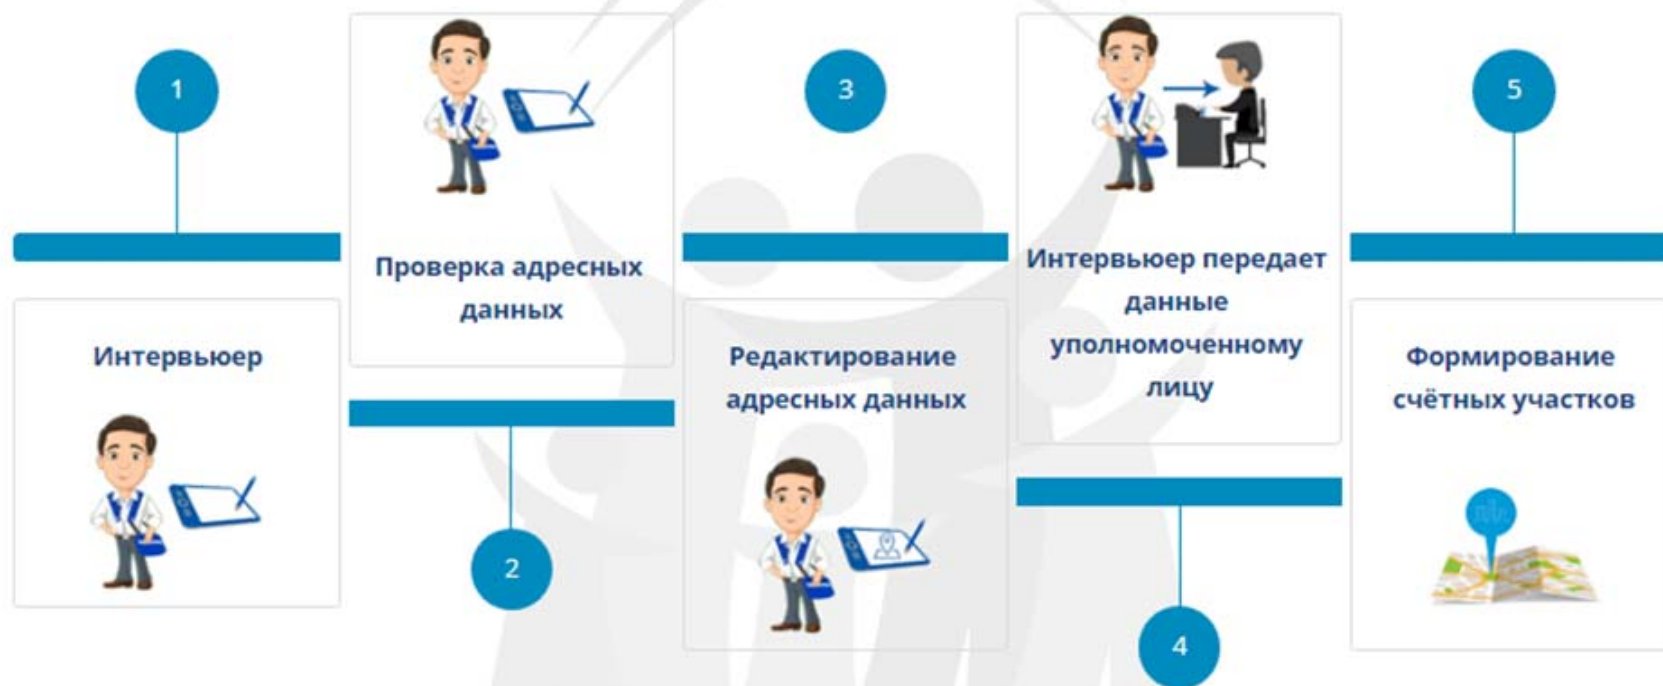 1
Интервьюер
Проверка адресных
данных
2
3
Редактирование
адресных данных
Интервьюер передает
данные
уполномоченному
лицу
4
5
Формирование
счётных участков